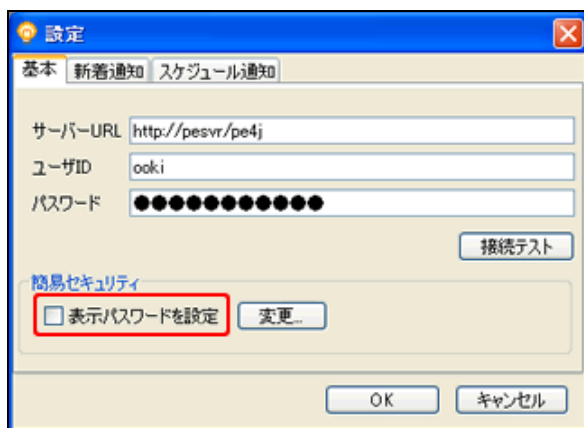 設定
基本 新着通知 スケジュール通知
サーバーURL http://pesvr/pe4j
ユーザID ooki
パスワード ●●●●●●●●●●●
接続テスト
簡易セキュリティ
表示パスワードを設定 変更...
OK キャンセル